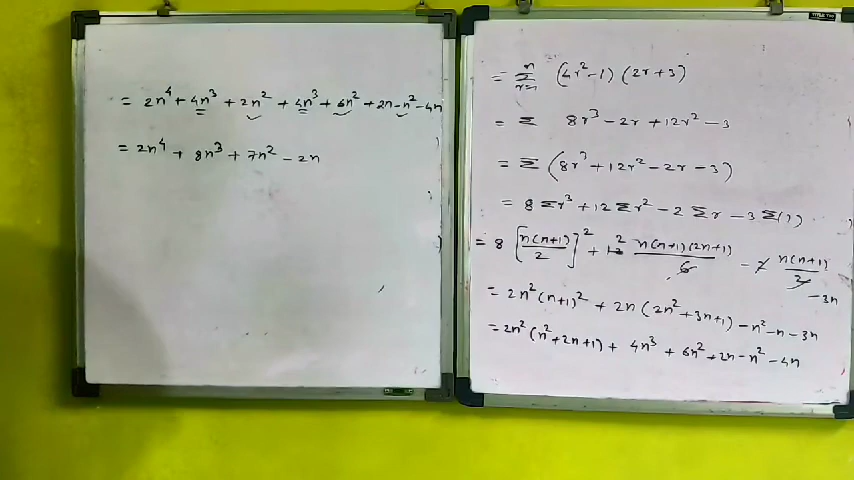 = 2n⁴ + 4n³ + 2n² + 4n³ + 6n² + 2n - n² - 4n
= 2n⁴ + 8n³ + 7n² - 2n
= \sum_{r=1}^{n} (4r² - 1) (2r + 3)
= Σ 8r³ - 2r + 12r² - 3
= Σ (8r³ + 12r² - 2r - 3)
= 8 Σr³ + 12 Σr² - 2 Σr - 3 Σ(1)
= 8 [n(n+1)/2]² + 12 n(n+1)(2n+1)/6 - 2 n(n+1)/2
- 3n
= 2n²(n+1)² + 2n(2n² + 3n + 1) - n² - n - 3n
= 2n²(n² + 2n + 1) + 4n³ + 6n² + 2n - n² - 4n